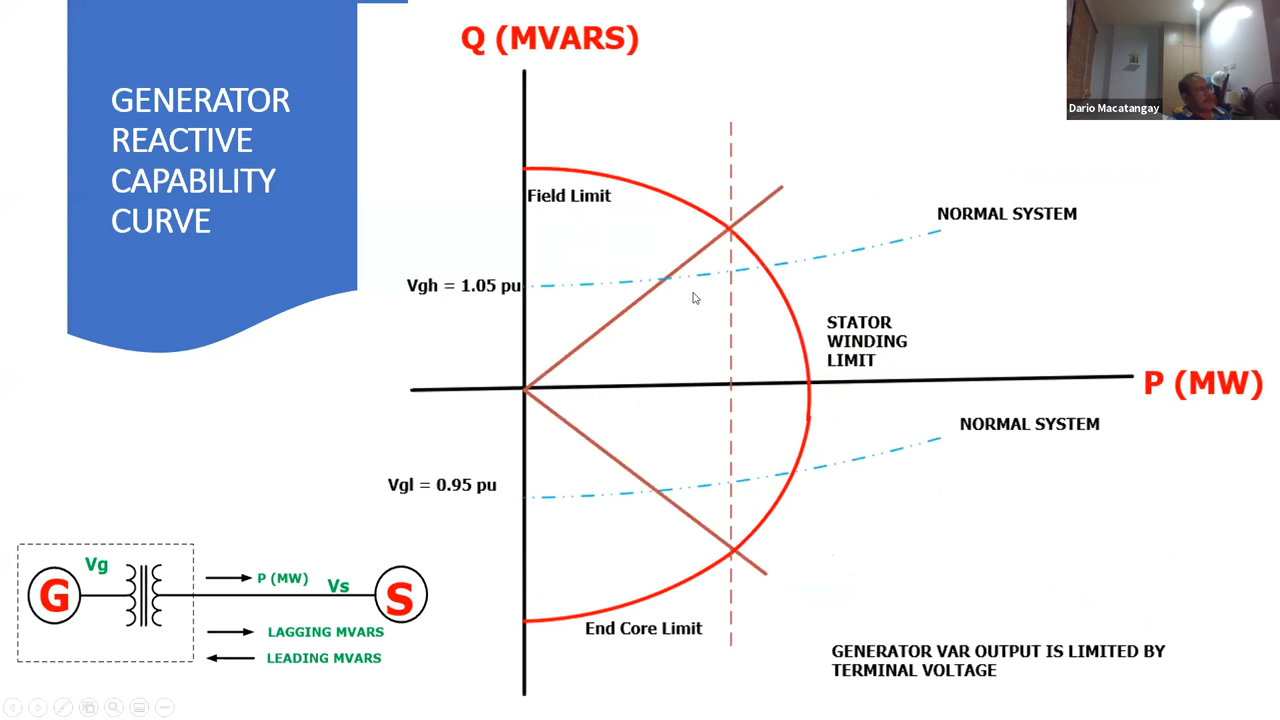 GENERATOR
REACTIVE
CAPABILITY
CURVE
Q (MVARS)
Dario Macatangay
Field Limit
NORMAL SYSTEM
Vgh = 1.05 pu
STATOR
WINDING
LIMIT
P (MW)
NORMAL SYSTEM
Vgl = 0.95 pu
End Core Limit
G
Vg
P (MW)
Vs
S
LAGGING MVARS
LEADING MVARS
GENERATOR VAR OUTPUT IS LIMITED BY
TERMINAL VOLTAGE